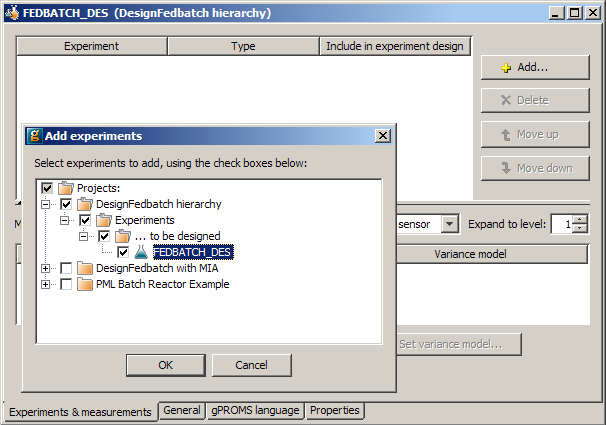 FEDBATCH_DES (DesignFedbatch hierarchy)
Experiment Type Include in experiment design
Add...
Delete
Move up
Move down
g Add experiments
Select experiments to add, using the check boxes below:
Projects:
DesignFedbatch hierarchy
Experiments
... to be designed
FEDBATCH_DES
DesignFedbatch with MIA
PML Batch Reactor Example
OK Cancel
M sensor Expand to level: 1
Variance model
Set variance model...
Experiments & measurements General gPROMS language Properties